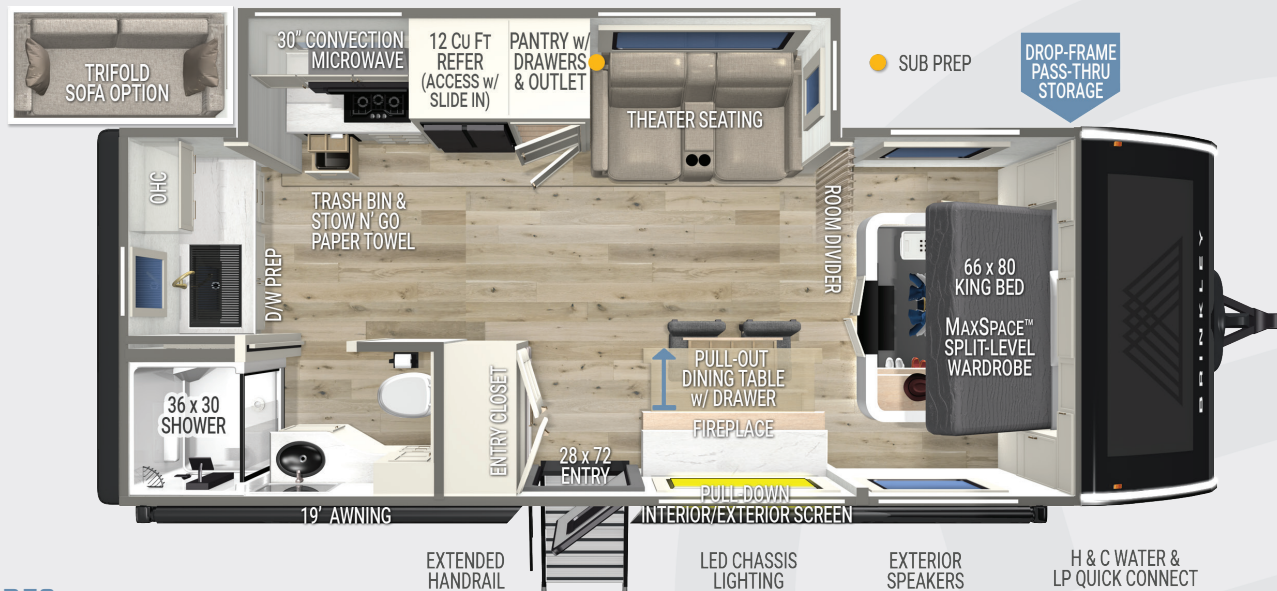 TRIFOLD
SOFA OPTION
30" CONVECTION
MICROWAVE
12 CU FT
REFER
(ACCESS w/
SLIDE IN)
PANTRY w/
DRAWERS
& OUTLET
THEATER SEATING
SUB PREP
DROP-FRAME
PASS-THRU
STORAGE
OHC
TRASH BIN &
STOW N' GO
PAPER TOWEL
D/W PREP
ROOM DIVIDER
66 x 80
KING BED
MAXSPACE™
SPLIT-LEVEL
WARDROBE
BRINKLEY
36 x 30
SHOWER
ENTRY CLOSET
PULL-OUT
DINING TABLE
w/ DRAWER
FIREPLACE
28 x 72
ENTRY
PULL-DOWN
INTERIOR/EXTERIOR SCREEN
19' AWNING
EXTENDED
HANDRAIL
LED CHASSIS
LIGHTING
EXTERIOR
SPEAKERS
H & C WATER &
LP QUICK CONNECT